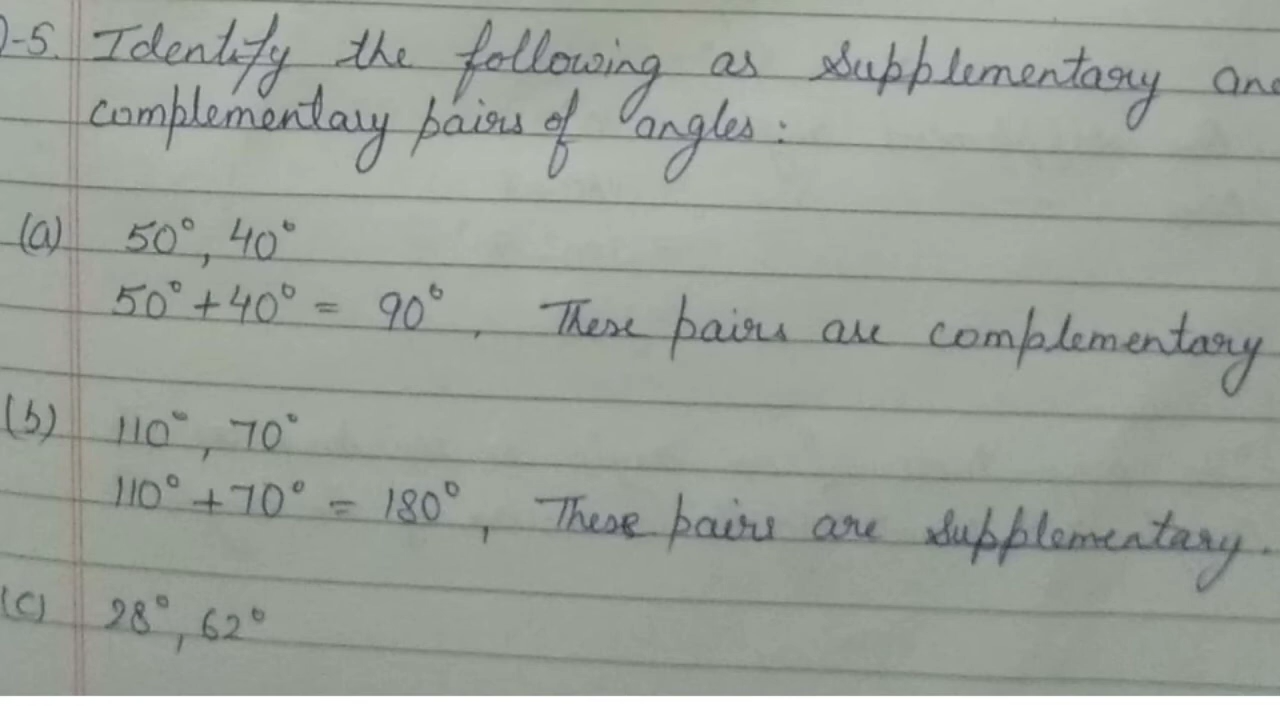 -5. Identify the following as supplementary and
complementary pairs of angles:
(a) 50°, 40°
50° + 40° = 90°, These pairs are complementary
(b) 110°, 70°
110° + 70° = 180°, These pairs are supplementary.
(c) 28°, 62°